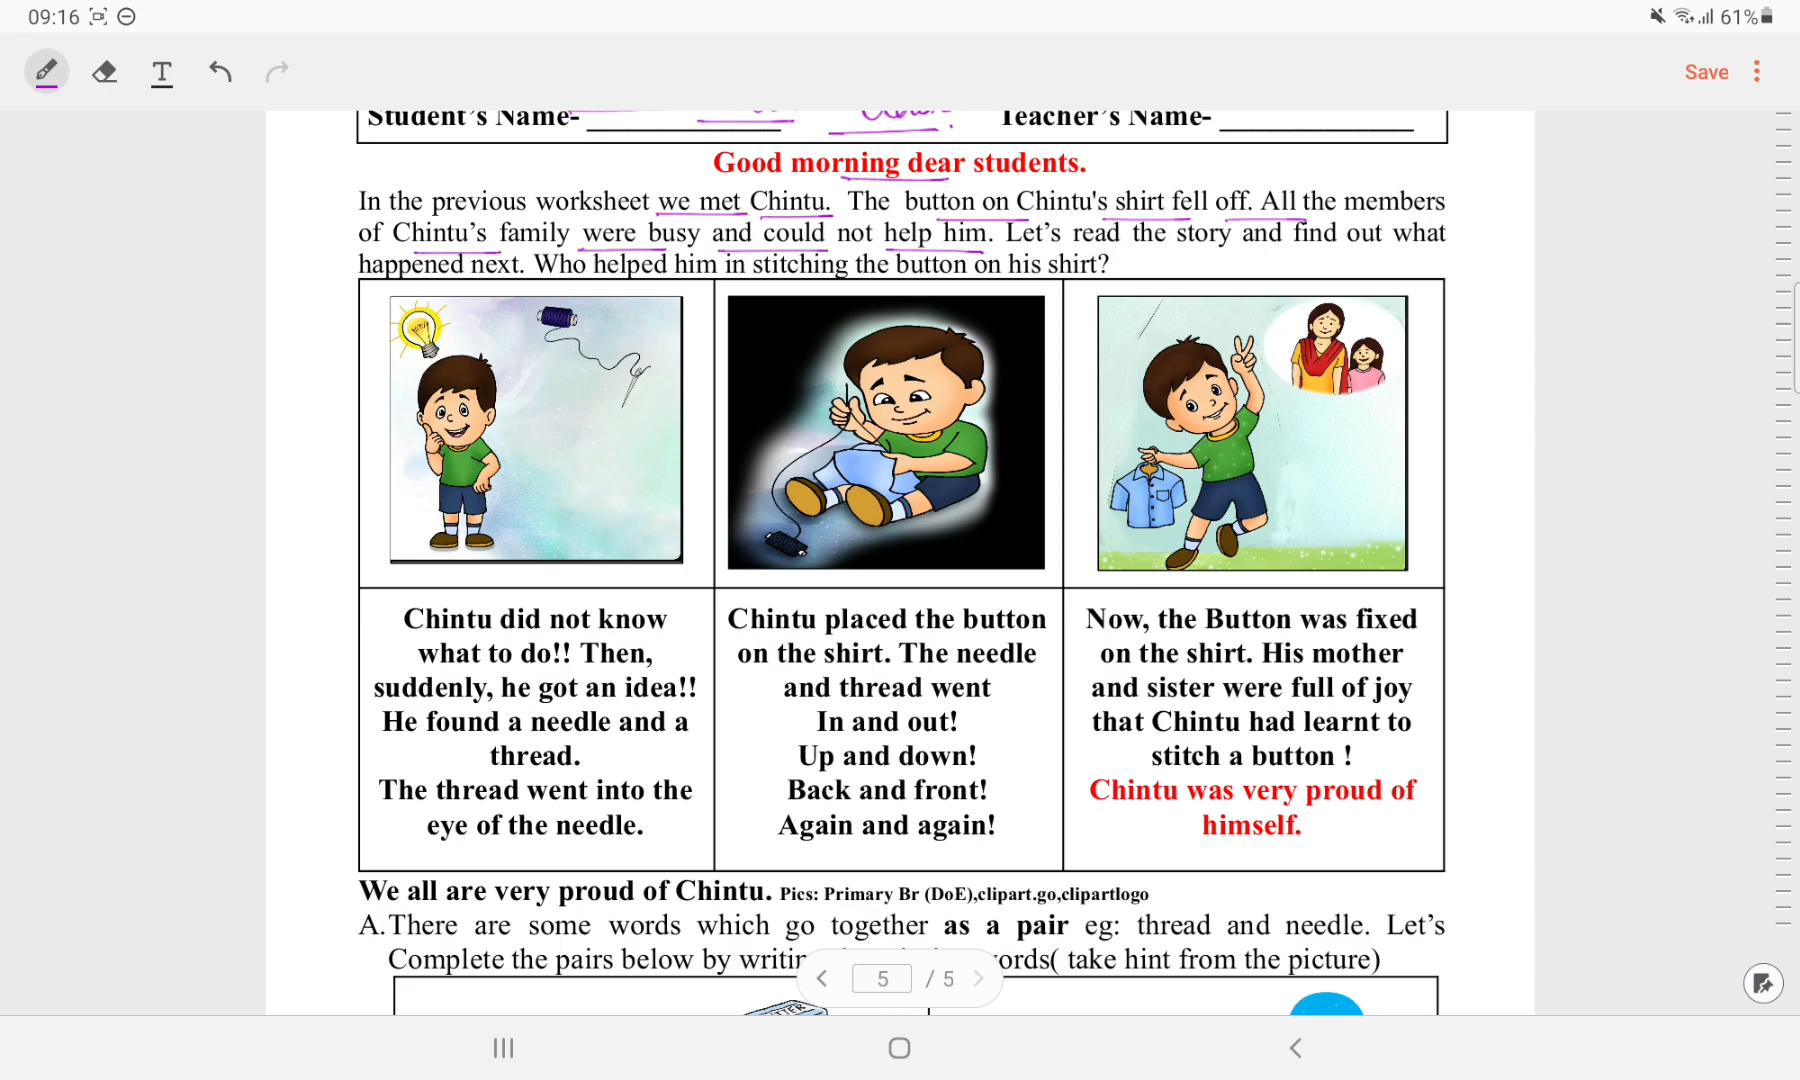 09:16 61%
T Save
Student's Name- Teacher's Name-
Good morning dear students.
In the previous worksheet we met Chintu. The button on Chintu's shirt fell off. All the members
of Chintu's family were busy and could not help him. Let's read the story and find out what
happened next. Who helped him in stitching the button on his shirt?
Chintu did not know
what to do!! Then,
suddenly, he got an idea!!
He found a needle and a
thread.
The thread went into the
eye of the needle.
Chintu placed the button
on the shirt. The needle
and thread went
In and out!
Up and down!
Back and front!
Again and again!
Now, the Button was fixed
on the shirt. His mother
and sister were full of joy
that Chintu had learnt to
stitch a button !
Chintu was very proud of
himself.
We all are very proud of Chintu. Pics: Primary Br (DoE),clipart.go,clipartlogo
A.There are some words which go together as a pair eg: thread and needle. Let's
Complete the pairs below by ( take hint from the picture)
5 / 5